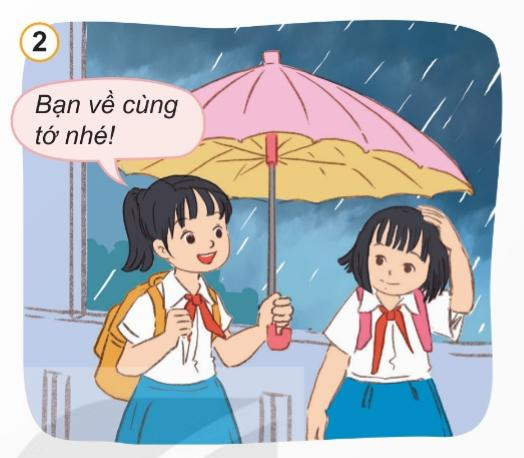 2
Bạn về cùng
tớ nhé!